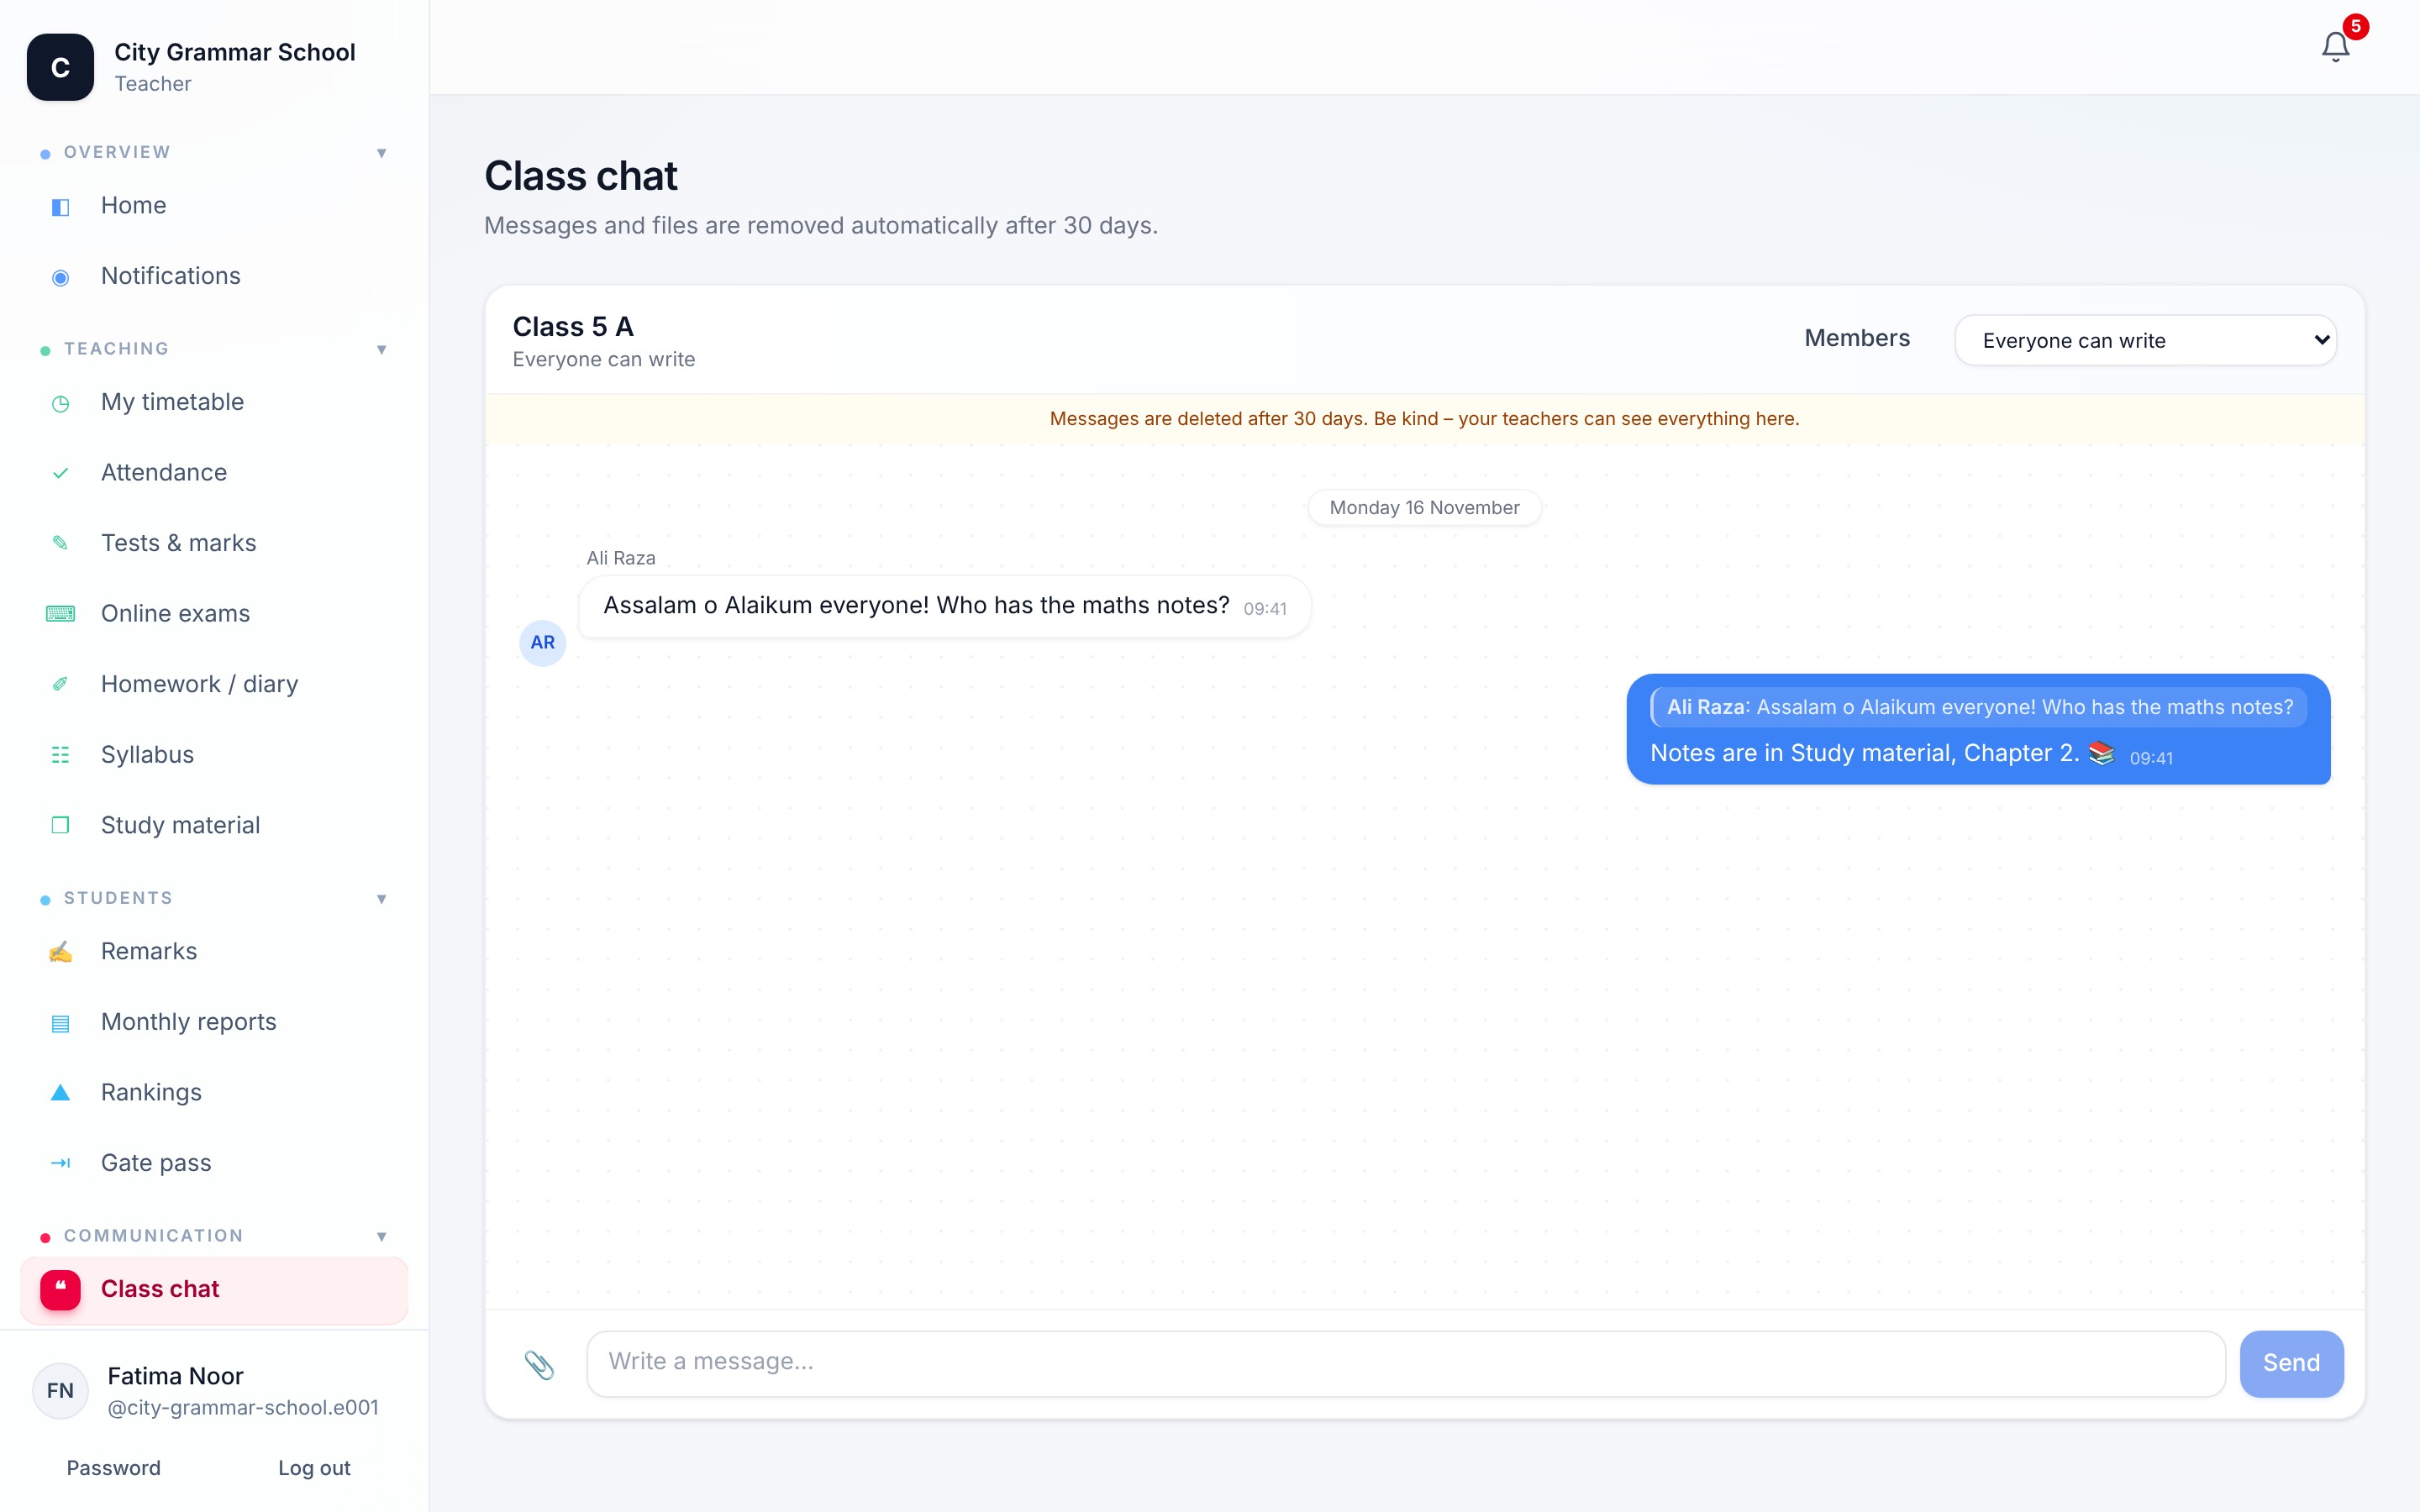 C
City Grammar School
Teacher
OVERVIEW
Home
Notifications
TEACHING
My timetable
Attendance
Tests & marks
Online exams
Homework / diary
Syllabus
Study material
STUDENTS
Remarks
Monthly reports
Rankings
Gate pass
COMMUNICATION
Class chat
FN
Fatima Noor
@city-grammar-school.e001
Password
Log out
5
Class chat
Messages and files are removed automatically after 30 days.
Class 5 A
Everyone can write
Members
Everyone can write
Messages are deleted after 30 days. Be kind – your teachers can see everything here.
Monday 16 November
Ali Raza
Assalam o Alaikum everyone! Who has the maths notes? 09:41
AR
Ali Raza: Assalam o Alaikum everyone! Who has the maths notes?
Notes are in Study material, Chapter 2. 📚 09:41
Write a message...
Send